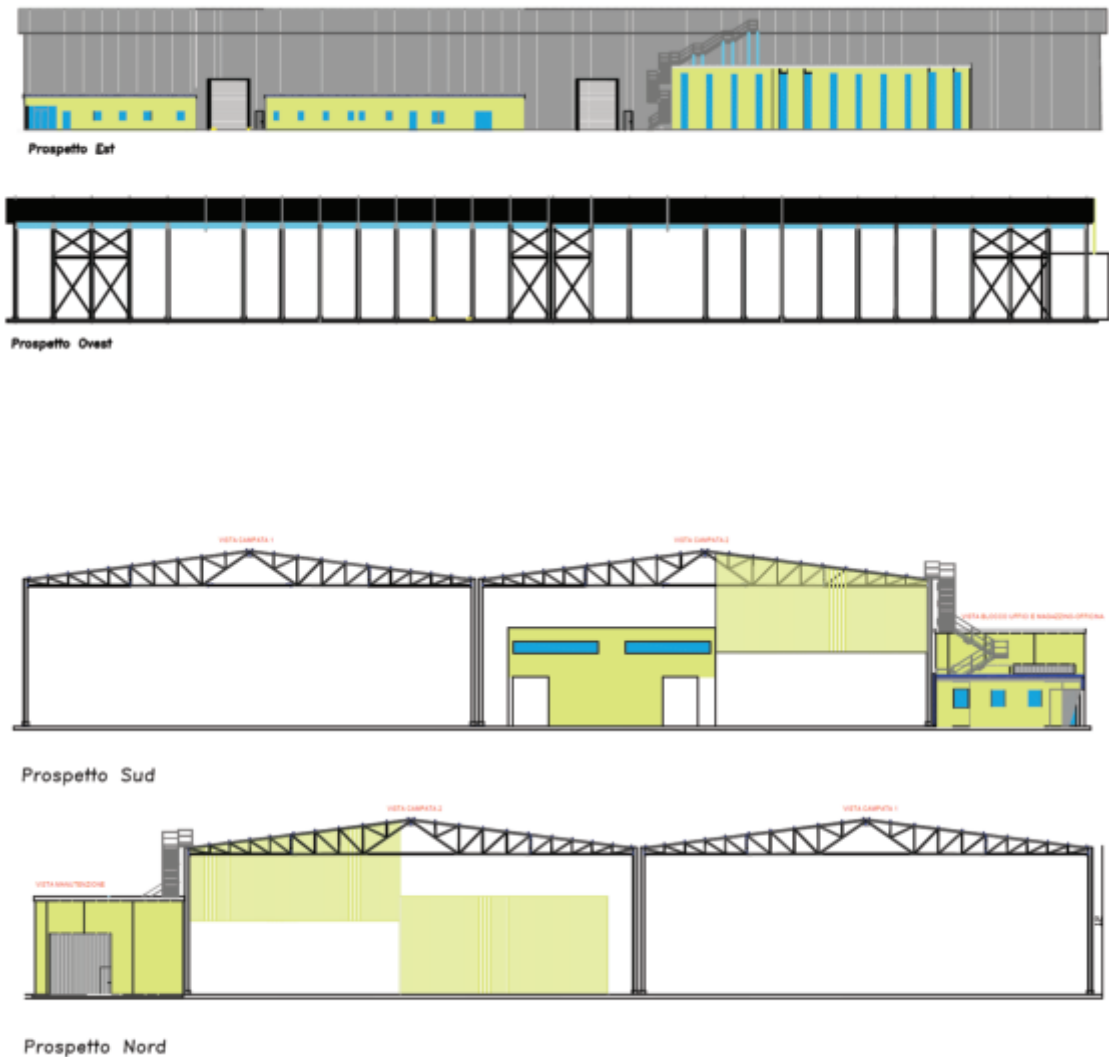 Prospetto Est
Prospetto Ovest
VISTA CAMPATA 1
VISTA CAMPATA 2
VISTA BLOCCO UFFICI E MAGAZZINO-OFFICINA
Prospetto Sud
VISTA CAMPATA 2
VISTA CAMPATA 1
VISTA MANUTENZIONE
Prospetto Nord